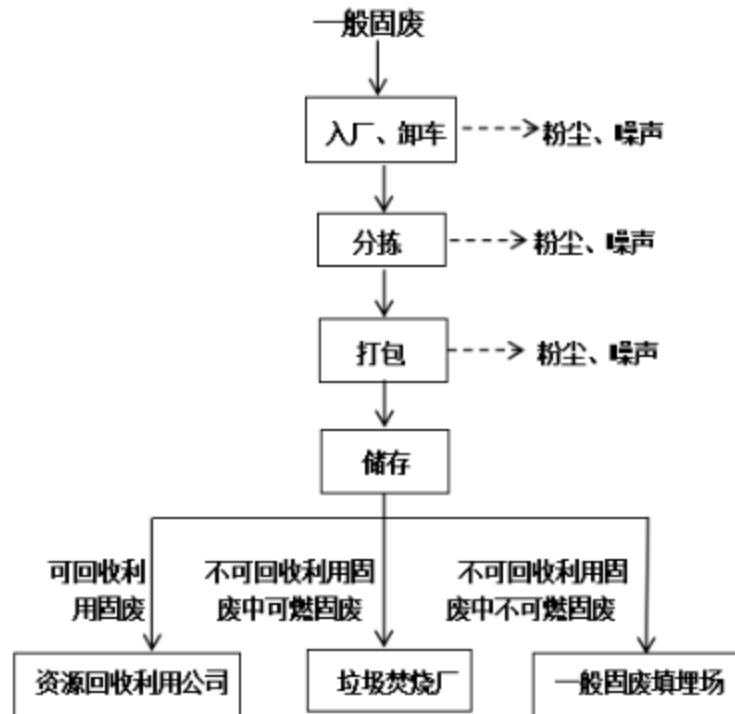 一般固废
入厂、卸车
粉尘、噪声
分拣
粉尘、噪声
打包
粉尘、噪声
储存
可回收利
用固废
不可回收利用固
废中可燃固废
不可回收利用固
废中不可燃固废
资源回收利用公司
垃圾焚烧厂
一般固废填埋场